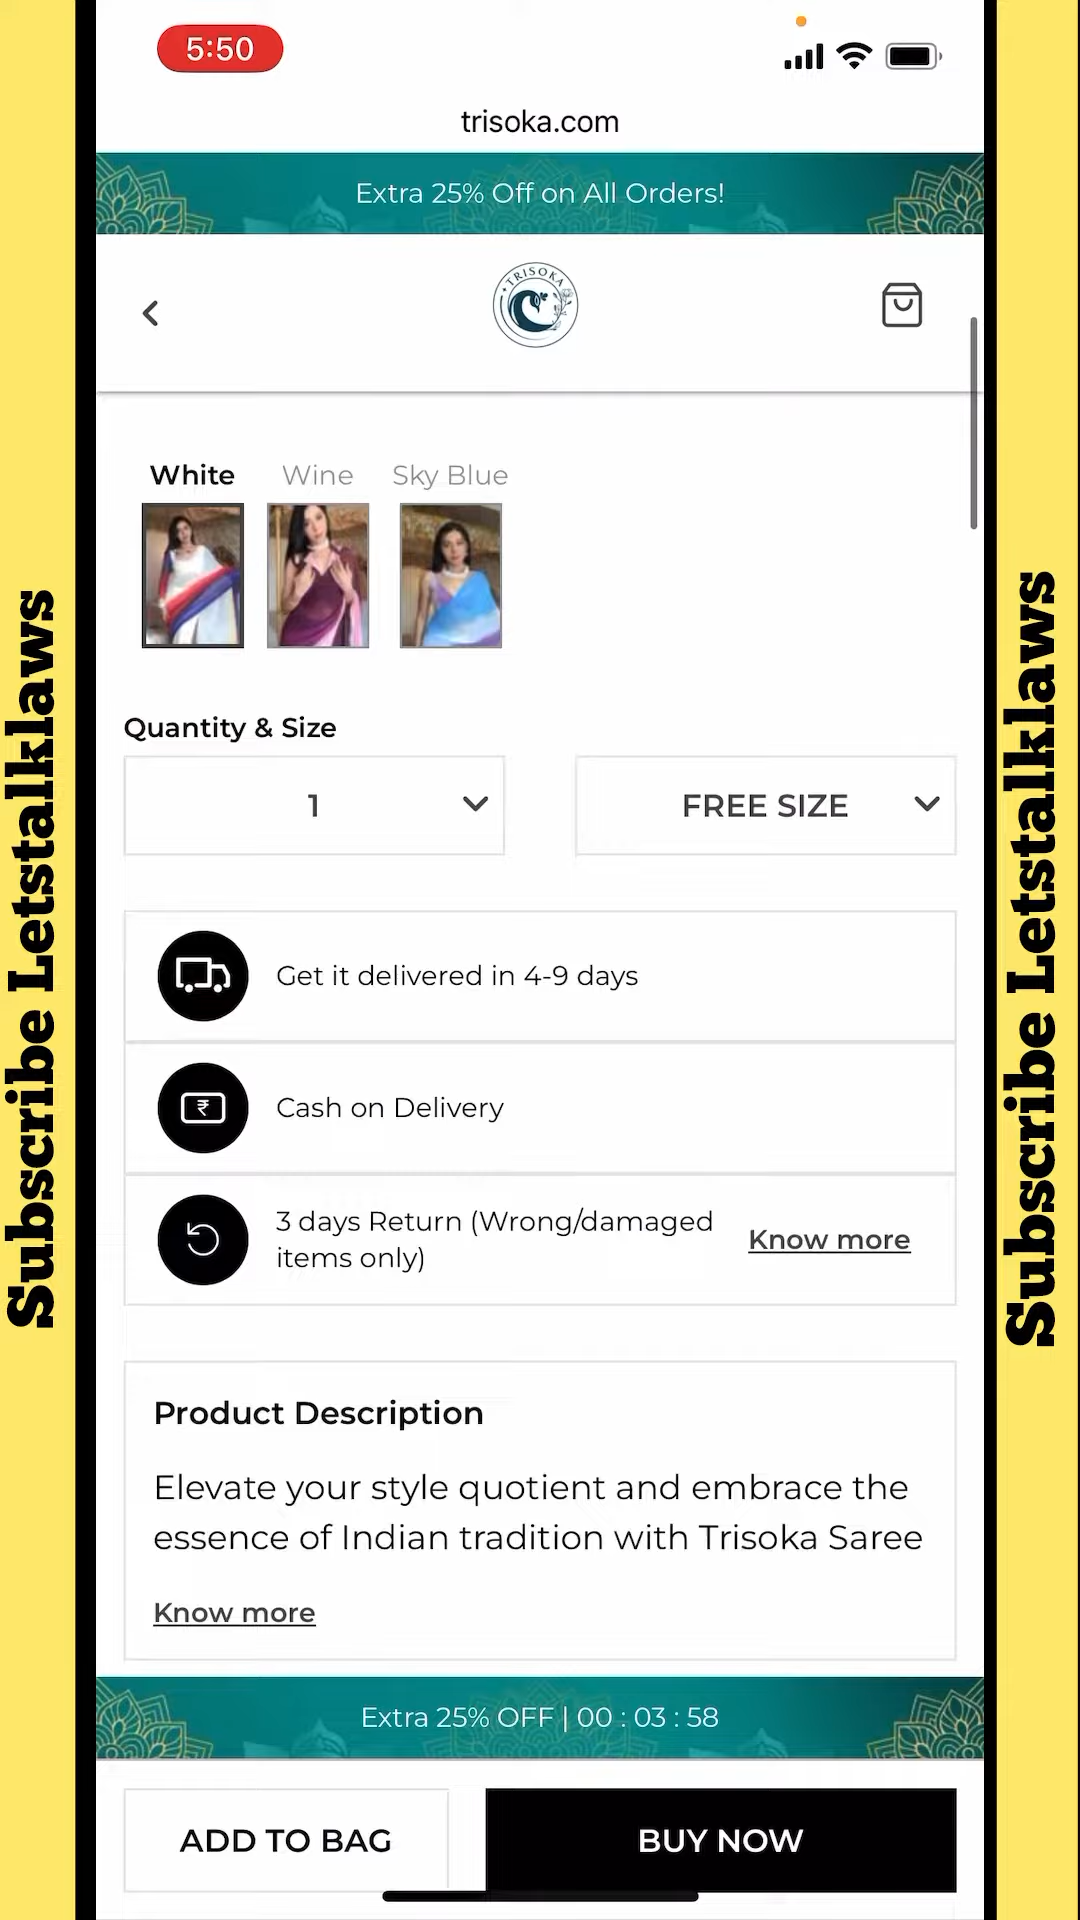 5:50
trisoka.com
Extra 25% Off on All Orders!
TRISOKA
White Wine Sky Blue
Quantity & Size
1 FREE SIZE
Get it delivered in 4-9 days
₹
Cash on Delivery
3 days Return (Wrong/damaged
items only)
Know more
Product Description
Elevate your style quotient and embrace the
essence of Indian tradition with Trisoka Saree
Know more
Extra 25% OFF | 00 : 03 : 58
ADD TO BAG BUY NOW
Subscribe Letstalklaws
Subscribe Letstalklaws